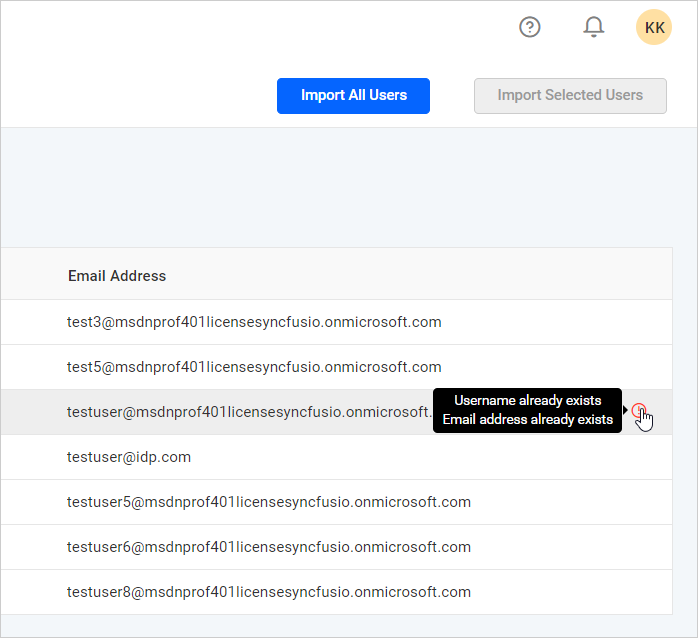 ?
KK
Import All Users
Import Selected Users
Email Address
test3@msdnprof401licensesyncfusio.onmicrosoft.com
test5@msdnprof401licensesyncfusio.onmicrosoft.com
testuser@msdnprof401licensesyncfusio.onmicrosoft.
Username already exists
Email address already exists
testuser@idp.com
testuser5@msdnprof401licensesyncfusio.onmicrosoft.com
testuser6@msdnprof401licensesyncfusio.onmicrosoft.com
testuser8@msdnprof401licensesyncfusio.onmicrosoft.com